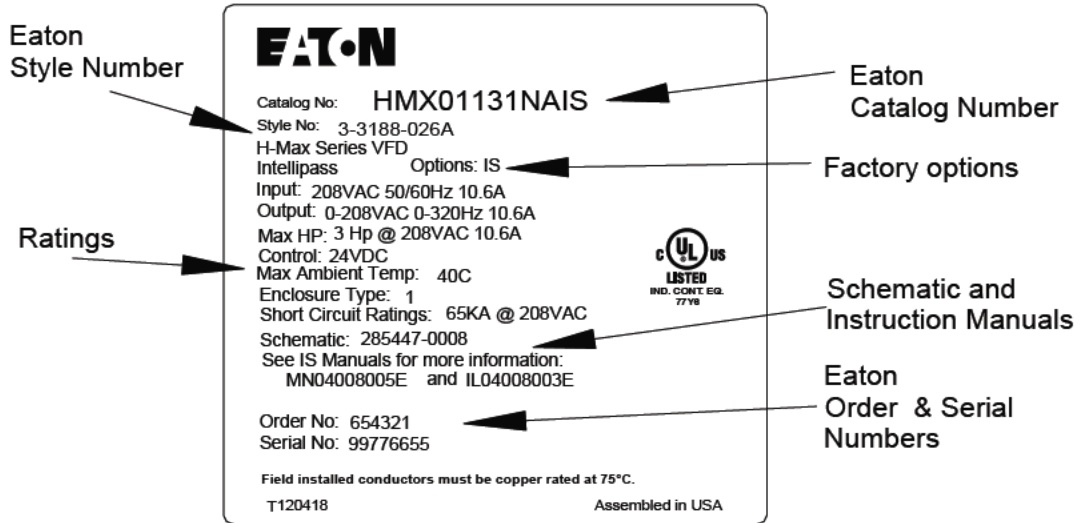 Eaton
Style Number
Ratings
EATON
Catalog No: HMX01131NAIS
Style No: 3-3188-026A
H-Max Series VFD
Intellipass Options: IS
Input: 208VAC 50/60Hz 10.6A
Output: 0-208VAC 0-320Hz 10.6A
Max HP: 3 Hp @ 208VAC 10.6A
Control: 24VDC
Max Ambient Temp: 40C
Enclosure Type: 1
Short Circuit Ratings: 65KA @ 208VAC
Schematic: 285447-0008
See IS Manuals for more information:
MN04008005E and IL04008003E
Order No: 654321
Serial No: 99776655
Field installed conductors must be copper rated at 75°C.
T120418 Assembled in USA
C UL US
LISTED
IND. CONT. EQ.
77Y6
Eaton
Catalog Number
Factory options
Schematic and
Instruction Manuals
Eaton
Order & Serial
Numbers